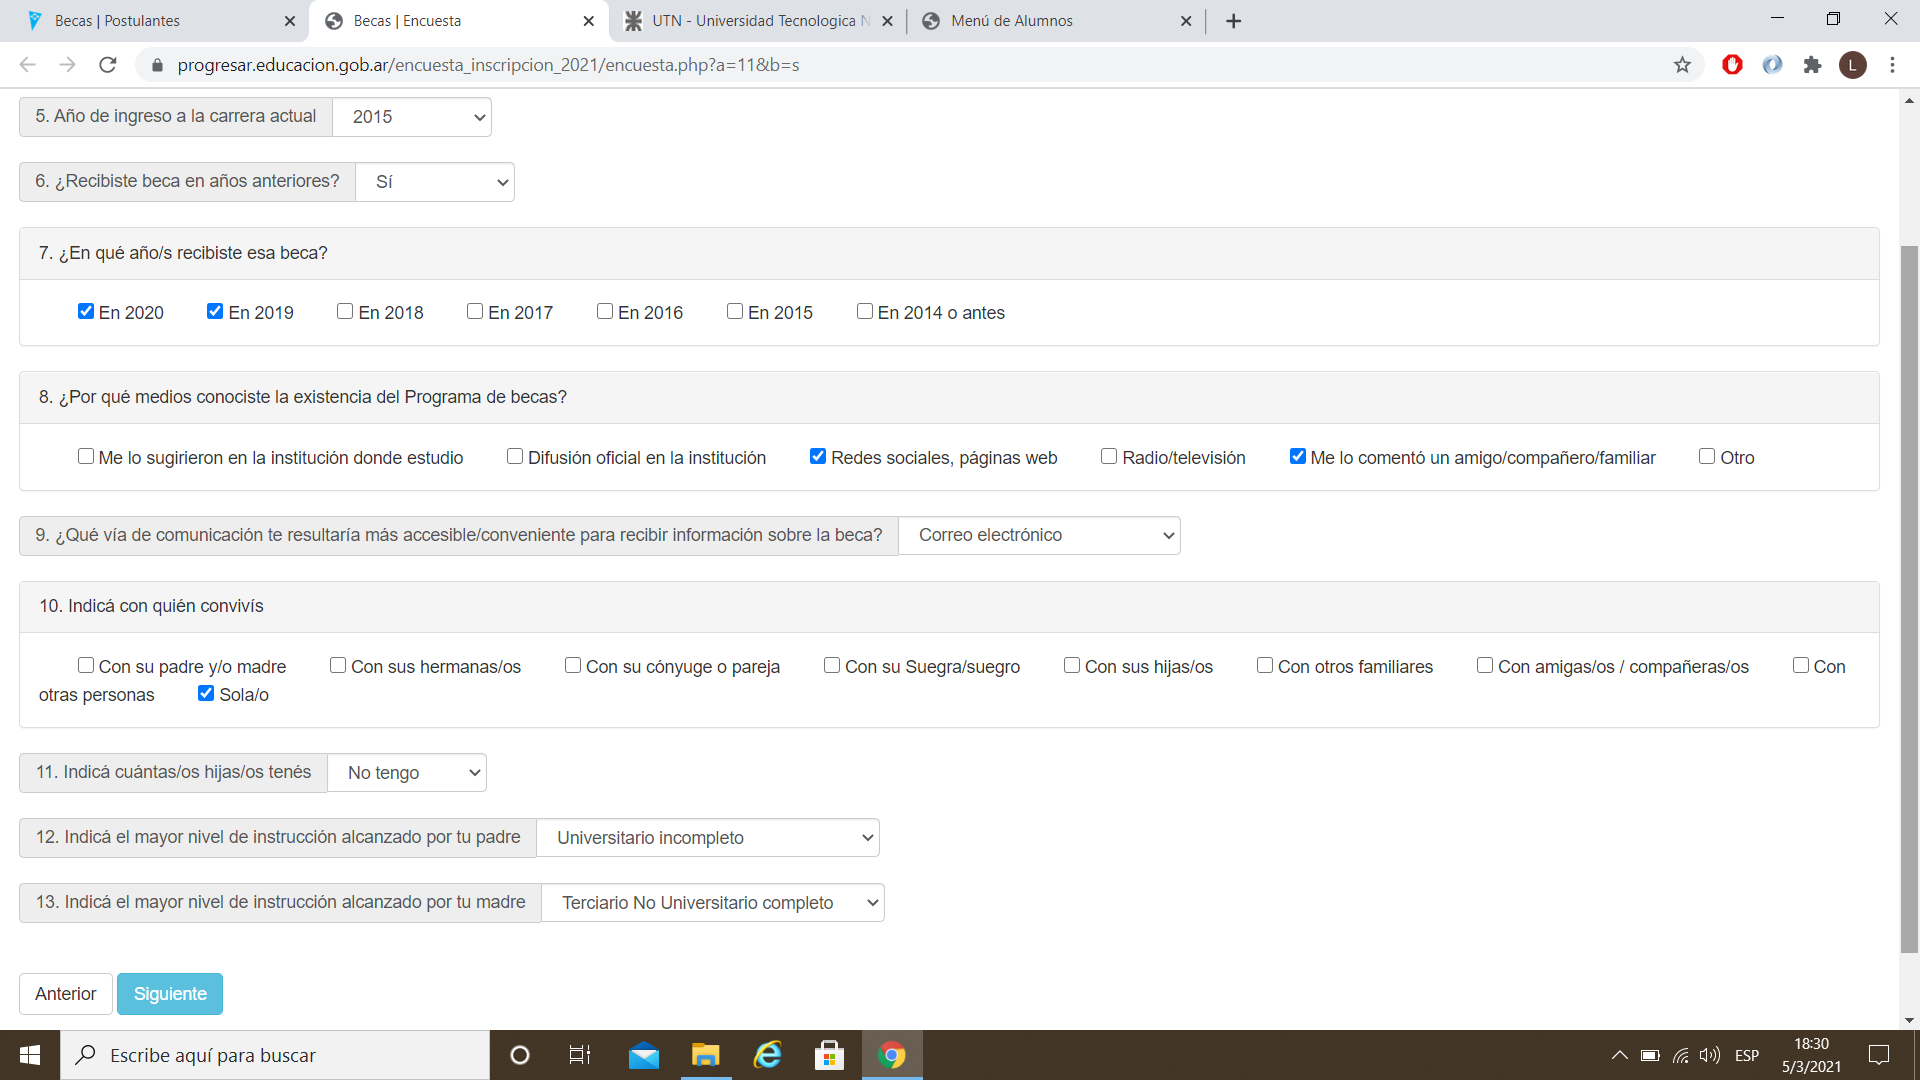 Becas | Postulantes
Becas | Encuesta
UTN - Universidad Tecnologica N
Menú de Alumnos
progresar.educacion.gob.ar/encuesta_inscripcion_2021/encuesta.php?a=11&b=s
L
5. Año de ingreso a la carrera actual 2015
6. ¿Recibiste beca en años anteriores? Sí
7. ¿En qué año/s recibiste esa beca?
En 2020 En 2019 En 2018 En 2017 En 2016 En 2015 En 2014 o antes
8. ¿Por qué medios conociste la existencia del Programa de becas?
Me lo sugirieron en la institución donde estudio Difusión oficial en la institución Redes sociales, páginas web Radio/televisión Me lo comentó un amigo/compañero/familiar Otro
9. ¿Qué vía de comunicación te resultaría más accesible/conveniente para recibir información sobre la beca? Correo electrónico
10. Indicá con quién convivís
Con su padre y/o madre Con sus hermanas/os Con su cónyuge o pareja Con su Suegra/suegro Con sus hijas/os Con otros familiares Con amigas/os / compañeras/os Con
otras personas Sola/o
11. Indicá cuántas/os hijas/os tenés No tengo
12. Indicá el mayor nivel de instrucción alcanzado por tu padre Universitario incompleto
13. Indicá el mayor nivel de instrucción alcanzado por tu madre Terciario No Universitario completo
Anterior Siguiente
Escribe aquí para buscar
ESP
18:30
5/3/2021